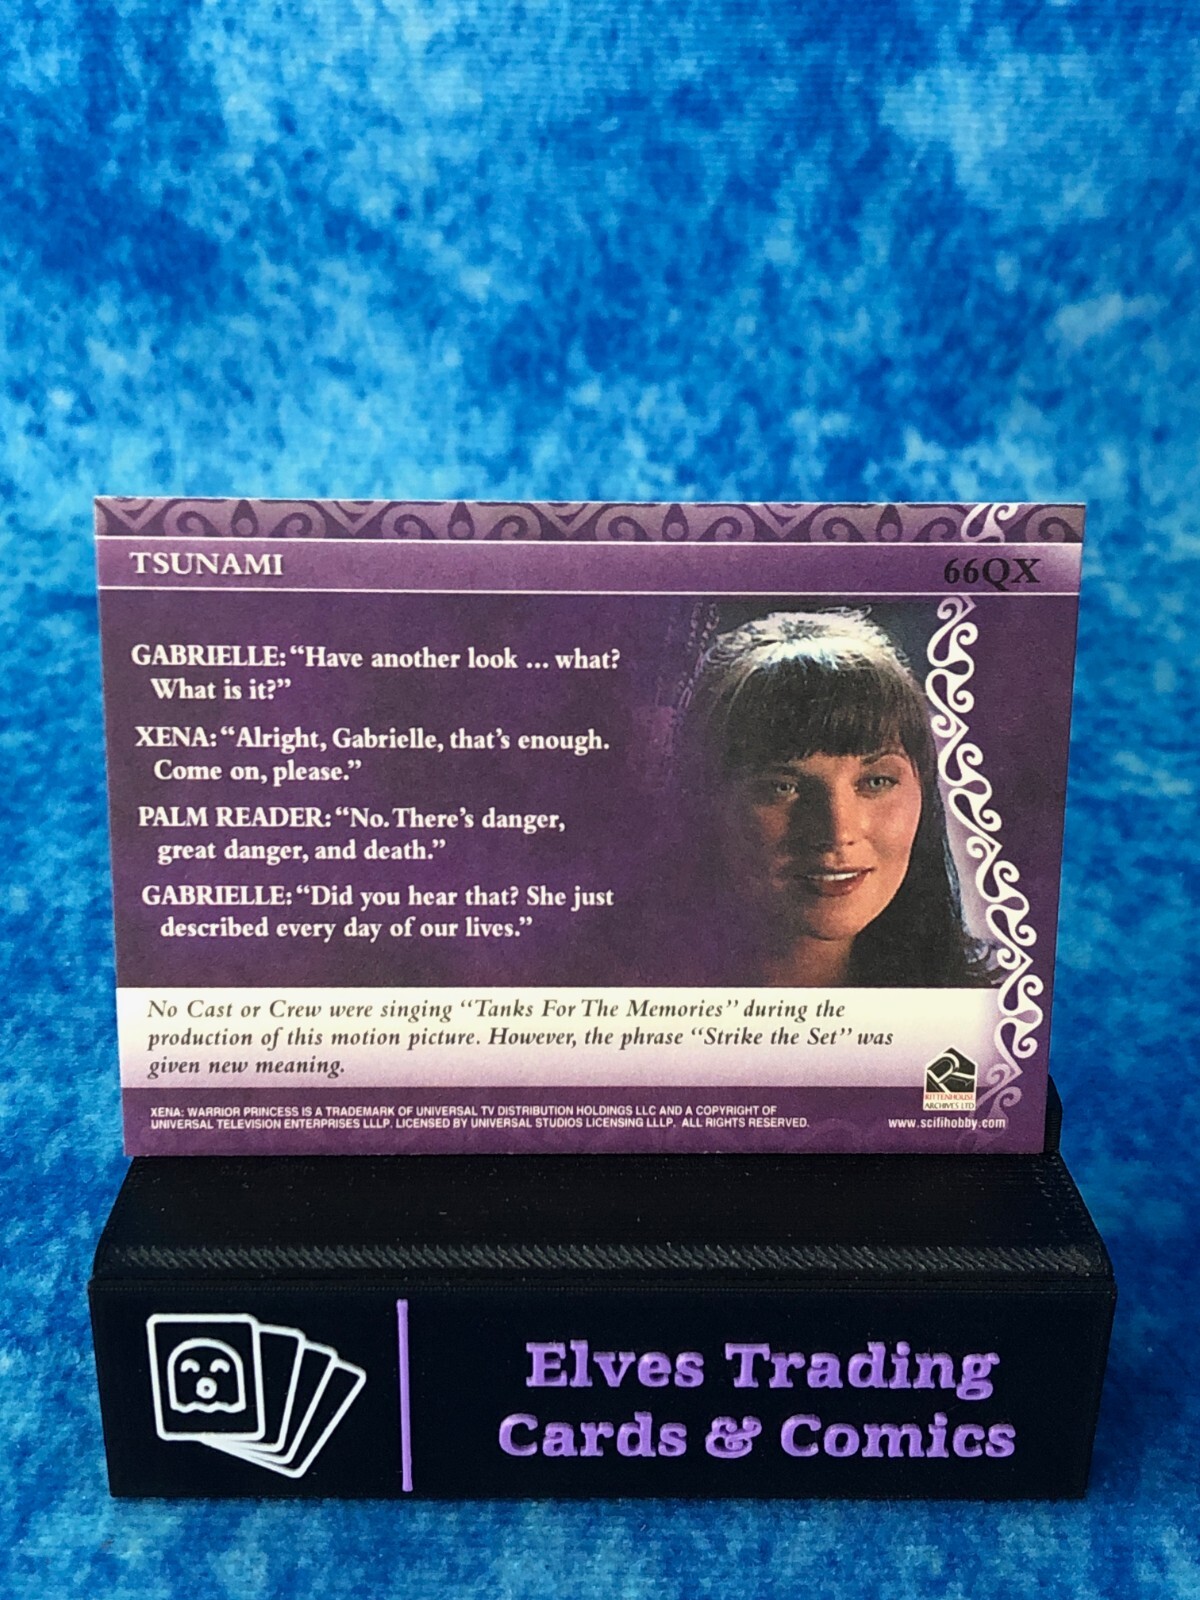 TSUNAMI
66QX
GABRIELLE: “Have another look ... what?
What is it?”
XENA: “Alright, Gabrielle, that’s enough.
Come on, please.”
PALM READER: “No. There’s danger,
great danger, and death.”
GABRIELLE: “Did you hear that? She just
described every day of our lives.”
No Cast or Crew were singing “Tanks For The Memories” during the
production of this motion picture. However, the phrase “Strike the Set” was
given new meaning.
RITTENHOUSE
ARCHIVES LTD
XENA: WARRIOR PRINCESS IS A TRADEMARK OF UNIVERSAL TV DISTRIBUTION HOLDINGS LLC AND A COPYRIGHT OF
UNIVERSAL TELEVISION ENTERPRISES LLLP. LICENSED BY UNIVERSAL STUDIOS LICENSING LLLP. ALL RIGHTS RESERVED.
www.scifihobby.com
Elves Trading
Cards & Comics